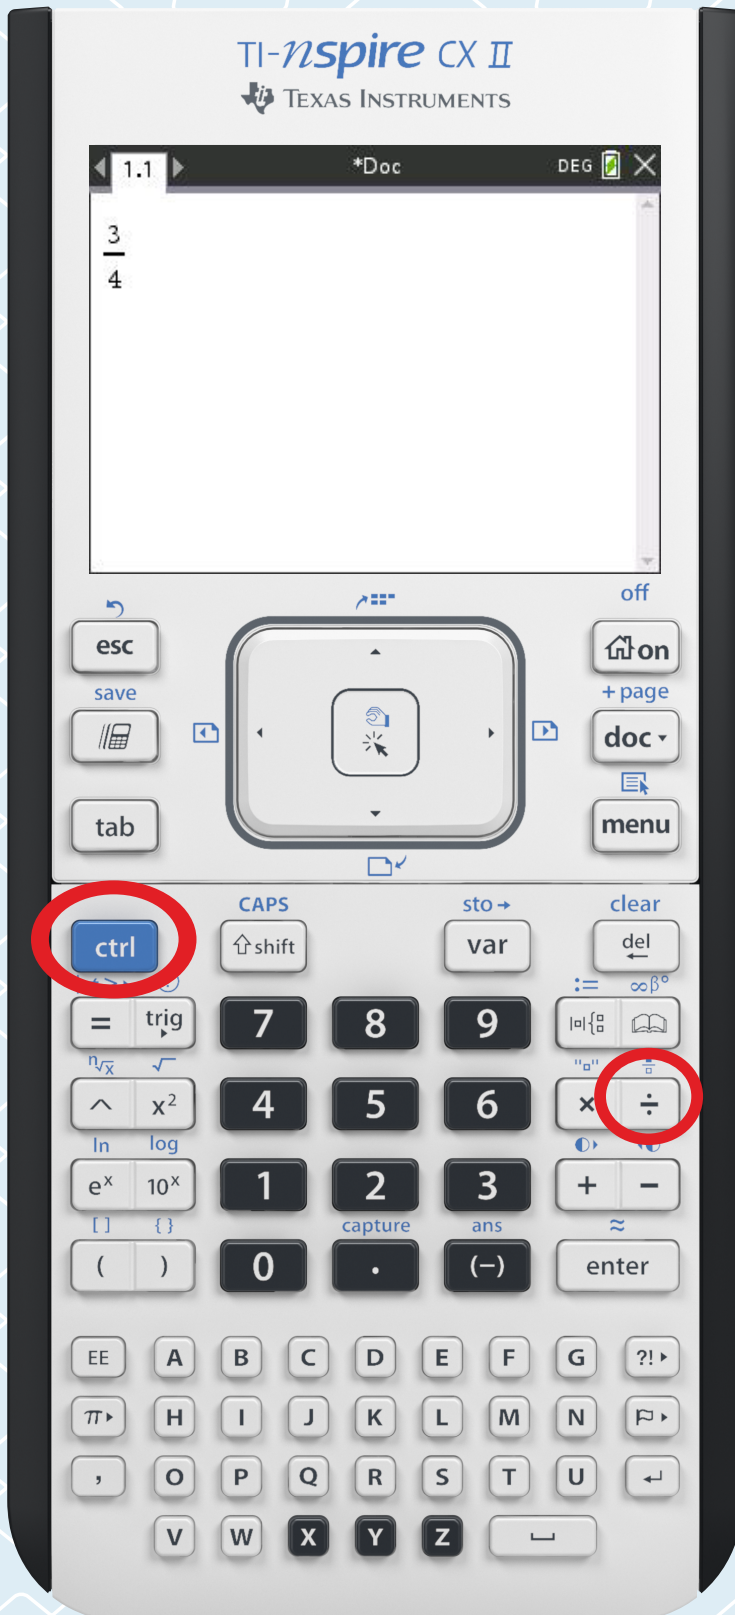 TI-nspire CX II
TEXAS INSTRUMENTS
1.1 *Doc DEG
3
4
off
esc on
save +page
doc
tab menu
CAPS sto→ clear
ctrl ⇧shift var del
:= ∞β°
= trig 7 8 9
ⁿ√x √ "▫"
^ x² 4 5 6 × ÷
ln log
eˣ 10ˣ 1 2 3 + −
[ ] { } capture ans ≈
( ) 0 . (−) enter
EE A B C D E F G ?!▸
π▸ H I J K L M N
, O P Q R S T U ↵
V W X Y Z